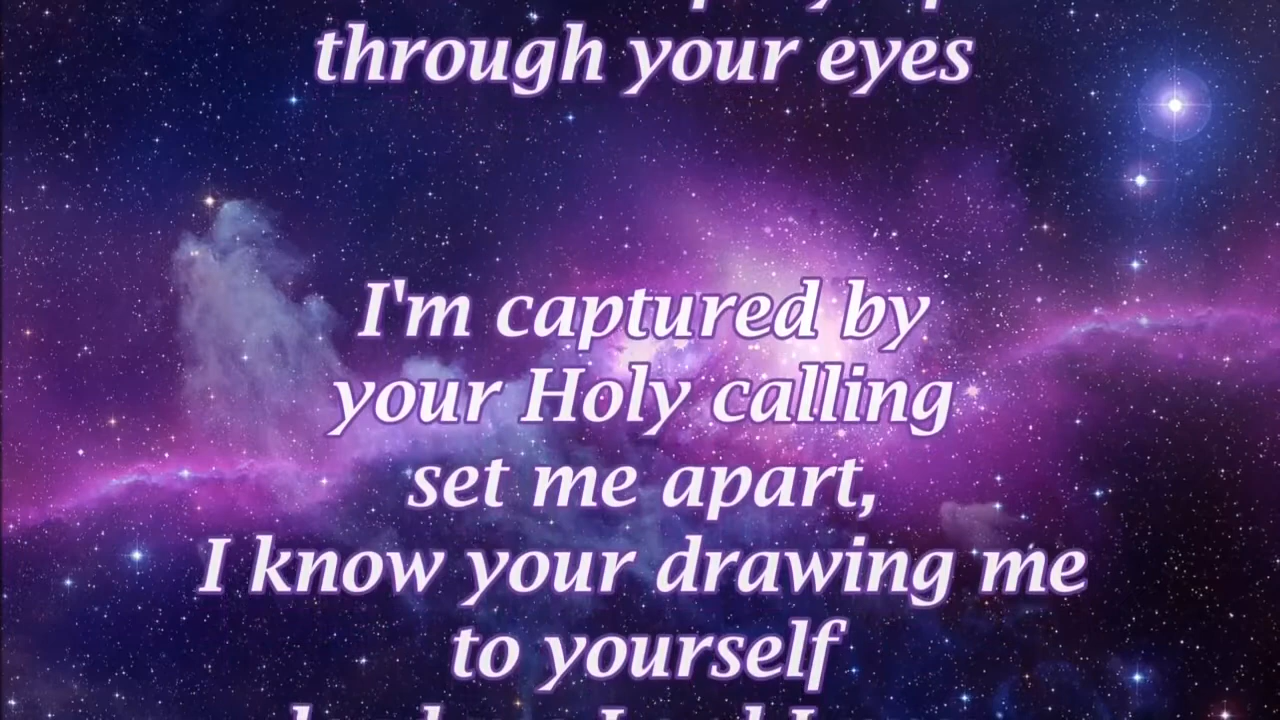 through your eyes
I'm captured by
your Holy calling
set me apart,
I know your drawing me
to yourself